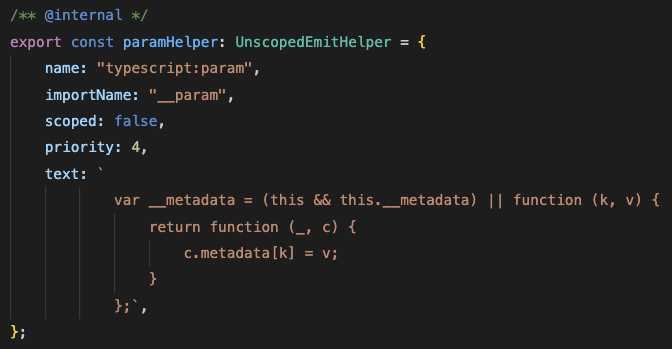 /** @internal */
export const paramHelper: UnscopedEmitHelper = {
    name: "typescript:param",
    importName: "__param",
    scoped: false,
    priority: 4,
    text: `
            var __metadata = (this && this.__metadata) || function (k, v) {
                return function (_, c) {
                    c.metadata[k] = v;
                }
            };`,
};